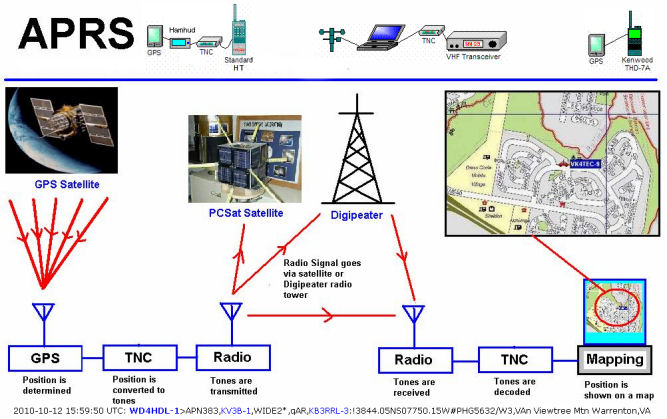 APRS
GPS
Hamhud
TNC
Standard
HT
TNC
VHF Transceiver
GPS
Kenwood
THD-7A
GPS Satellite
PCSat Satellite
Digipeater
VK4TEC-9
Radio Signal goes
via satellite or
Digipeater radio
tower
GPS
TNC
Radio
Radio
TNC
Mapping
Position is
determined
Position is
converted to
tones
Tones are
transmitted
Tones are
received
Tones are
decoded
Position is
shown on a map
2010-10-12 15:59:50 UTC: WD4HDL-1>APN383,KV3B-1,WIDE2*,qAR,KB3RRL-3:!3844.05NS07750.15W#PHG5632/W3,VAn Viewtree Mtn Warrenton,VA